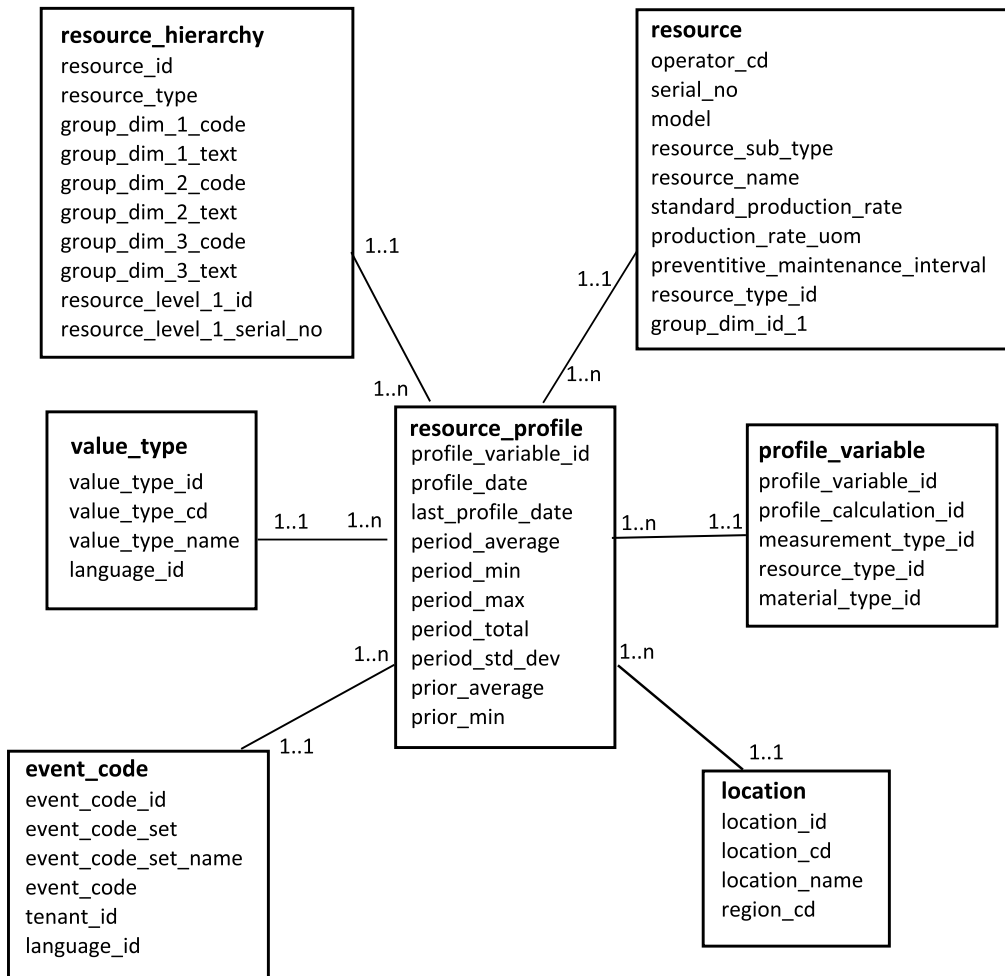 resource_hierarchy
resource_id
resource_type
group_dim_1_code
group_dim_1_text
group_dim_2_code
group_dim_2_text
group_dim_3_code
group_dim_3_text
resource_level_1_id
resource_level_1_serial_no
resource
operator_cd
serial_no
model
resource_sub_type
resource_name
standard_production_rate
production_rate_uom
preventitive_maintenance_interval
resource_type_id
group_dim_id_1
1..1
1..1
1..n
1..n
value_type
value_type_id
value_type_cd
value_type_name
language_id
1..1
1..n
resource_profile
profile_variable_id
profile_date
last_profile_date
period_average
period_min
period_max
period_total
period_std_dev
prior_average
prior_min
1..n
1..1
profile_variable
profile_variable_id
profile_calculation_id
measurement_type_id
resource_type_id
material_type_id
1..n
1..n
1..1
1..1
event_code
event_code_id
event_code_set
event_code_set_name
event_code
tenant_id
language_id
location
location_id
location_cd
location_name
region_cd